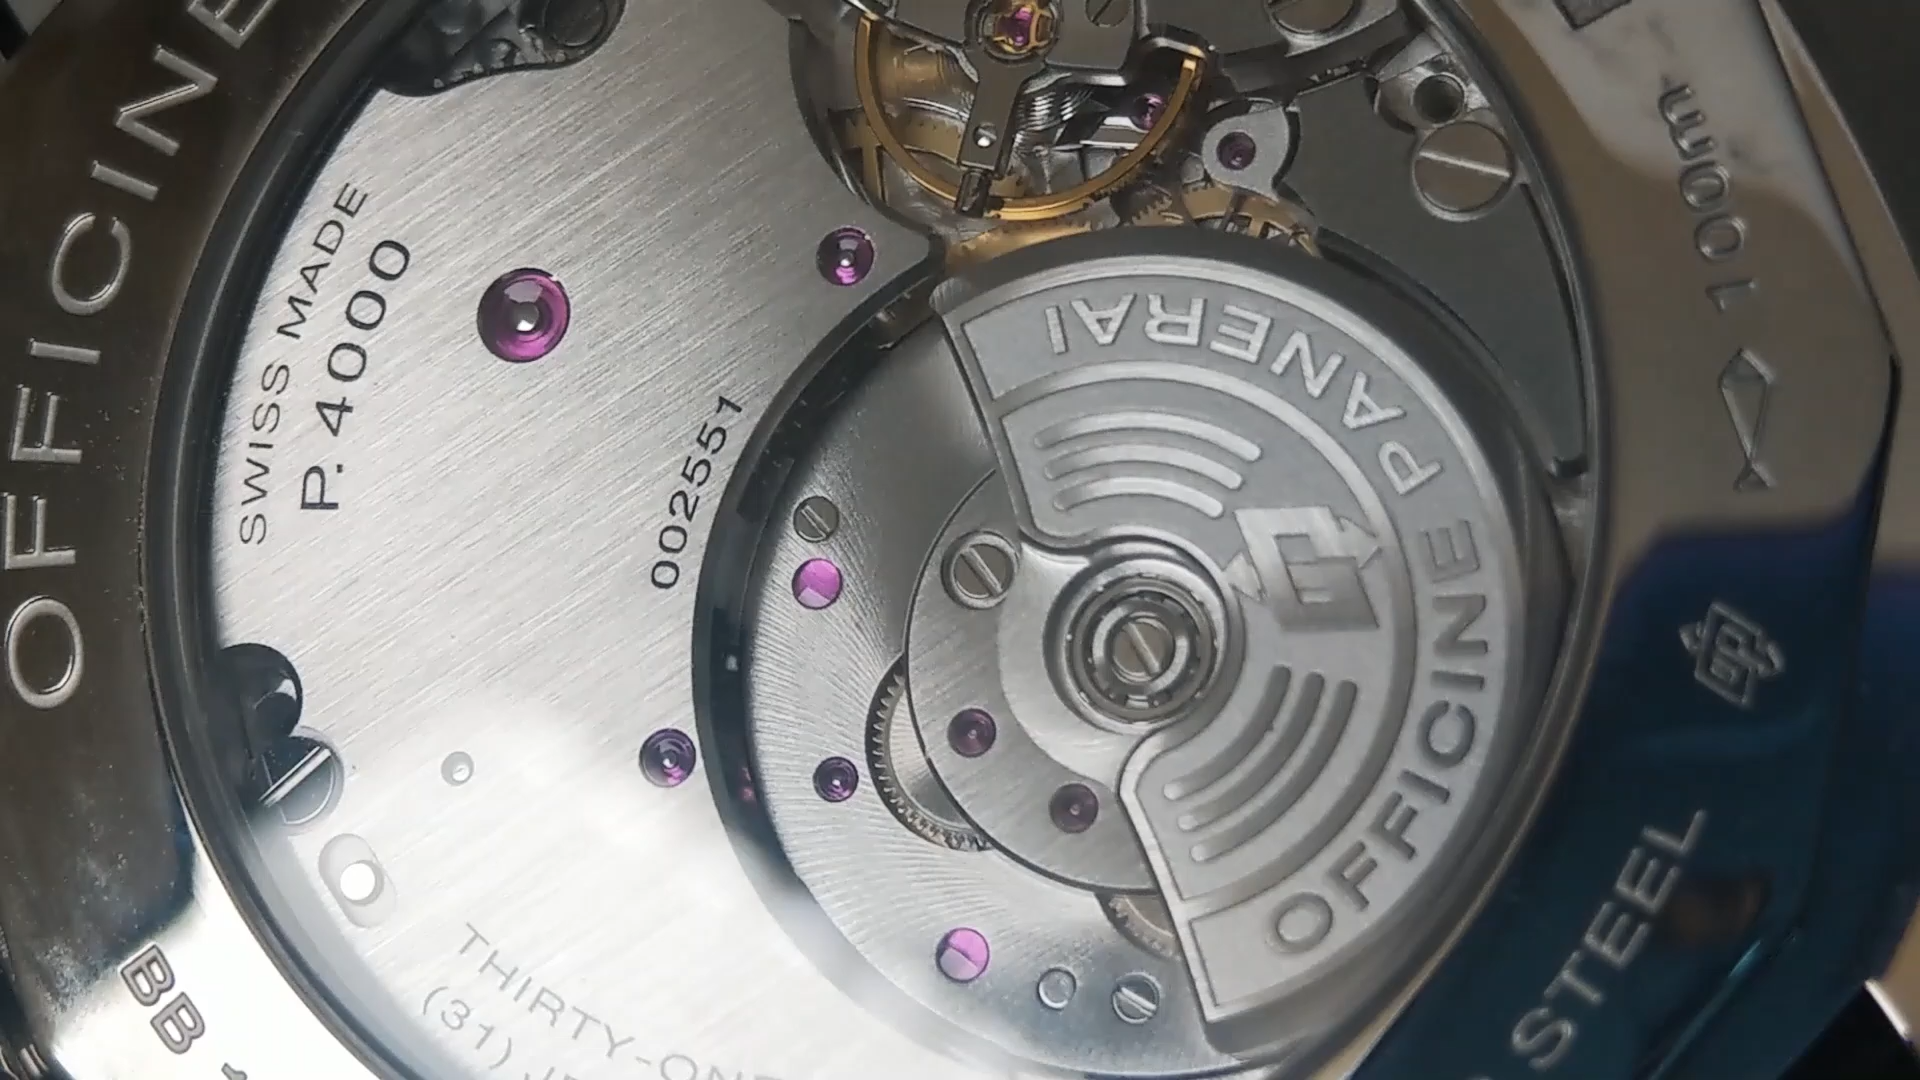 OFFICINE
SWISS MADE
P. 4000
002551
THIRTY-ONE
(31)
BB
OFFICINE PANERAI
100m
STEEL